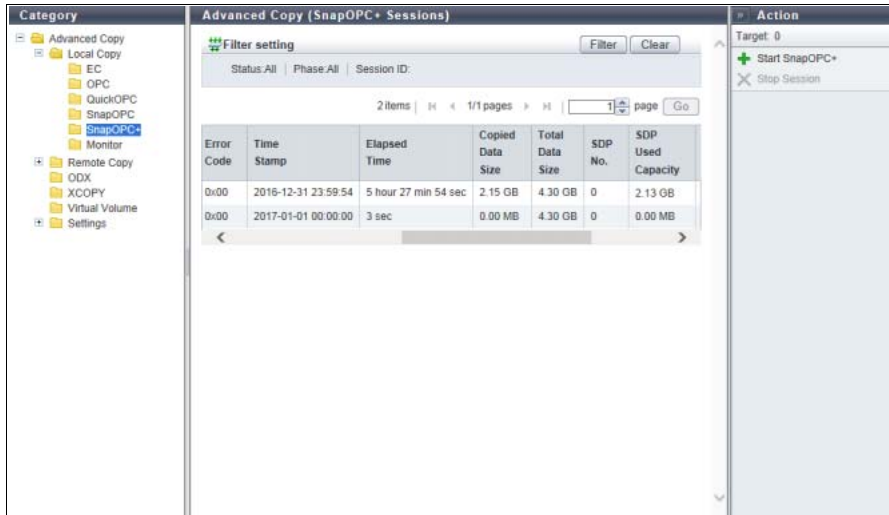 Category
Advanced Copy
Local Copy
EC
OPC
QuickOPC
SnapOPC
SnapOPC+
Monitor
Remote Copy
ODX
XCOPY
Virtual Volume
Settings
Advanced Copy (SnapOPC+ Sessions)
Filter setting
Filter Clear
Status:All | Phase:All | Session ID:
2 items | 1/1 pages | 1 page Go
Error Code Time Stamp Elapsed Time Copied Data Size Total Data Size SDP No. SDP Used Capacity
0x00 2016-12-31 23:59:54 5 hour 27 min 54 sec 2.15 GB 4.30 GB 0 2.13 GB
0x00 2017-01-01 00:00:00 3 sec 0.00 MB 4.30 GB 0 0.00 MB
» Action
Target: 0
Start SnapOPC+
Stop Session